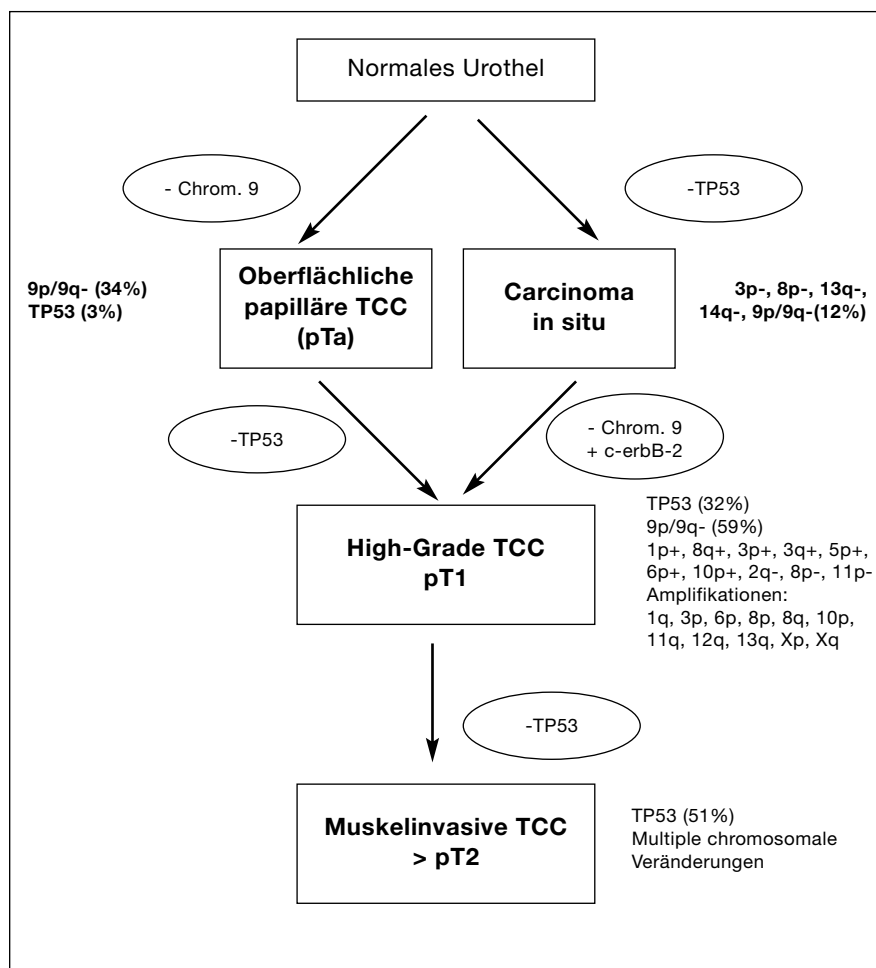 Normales Urothel
- Chrom. 9
-TP53
9p/9q- (34%)
TP53 (3%)
Oberflächliche
papilläre TCC
(pTa)
Carcinoma
in situ
3p-, 8p-, 13q-,
14q-, 9p/9q-(12%)
-TP53
- Chrom. 9
+ c-erbB-2
High-Grade TCC
pT1
TP53 (32%)
9p/9q- (59%)
1p+, 8q+, 3p+, 3q+, 5p+,
6p+, 10p+, 2q-, 8p-, 11p-
Amplifikationen:
1q, 3p, 6p, 8p, 8q, 10p,
11q, 12q, 13q, Xp, Xq
-TP53
Muskelinvasive TCC
> pT2
TP53 (51%)
Multiple chromosomale
Veränderungen